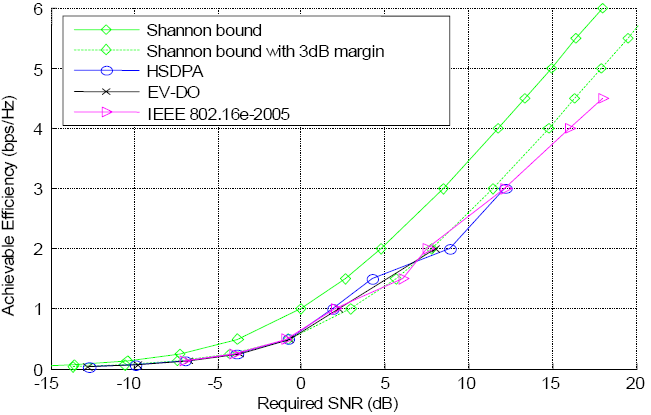 6
5
4
3
2
1
0
Achievable Efficiency (bps/Hz)
Shannon bound
Shannon bound with 3dB margin
HSDPA
EV-DO
IEEE 802.16e-2005
-15 -10 -5 0 5 10 15 20
Required SNR (dB)